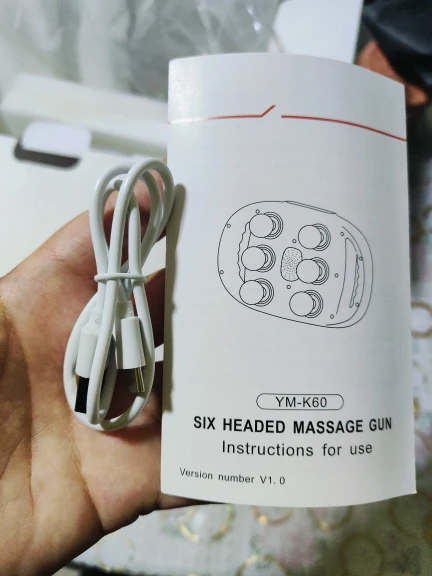 YM-K60
SIX HEADED MASSAGE GUN
Instructions for use
Version number V1.0